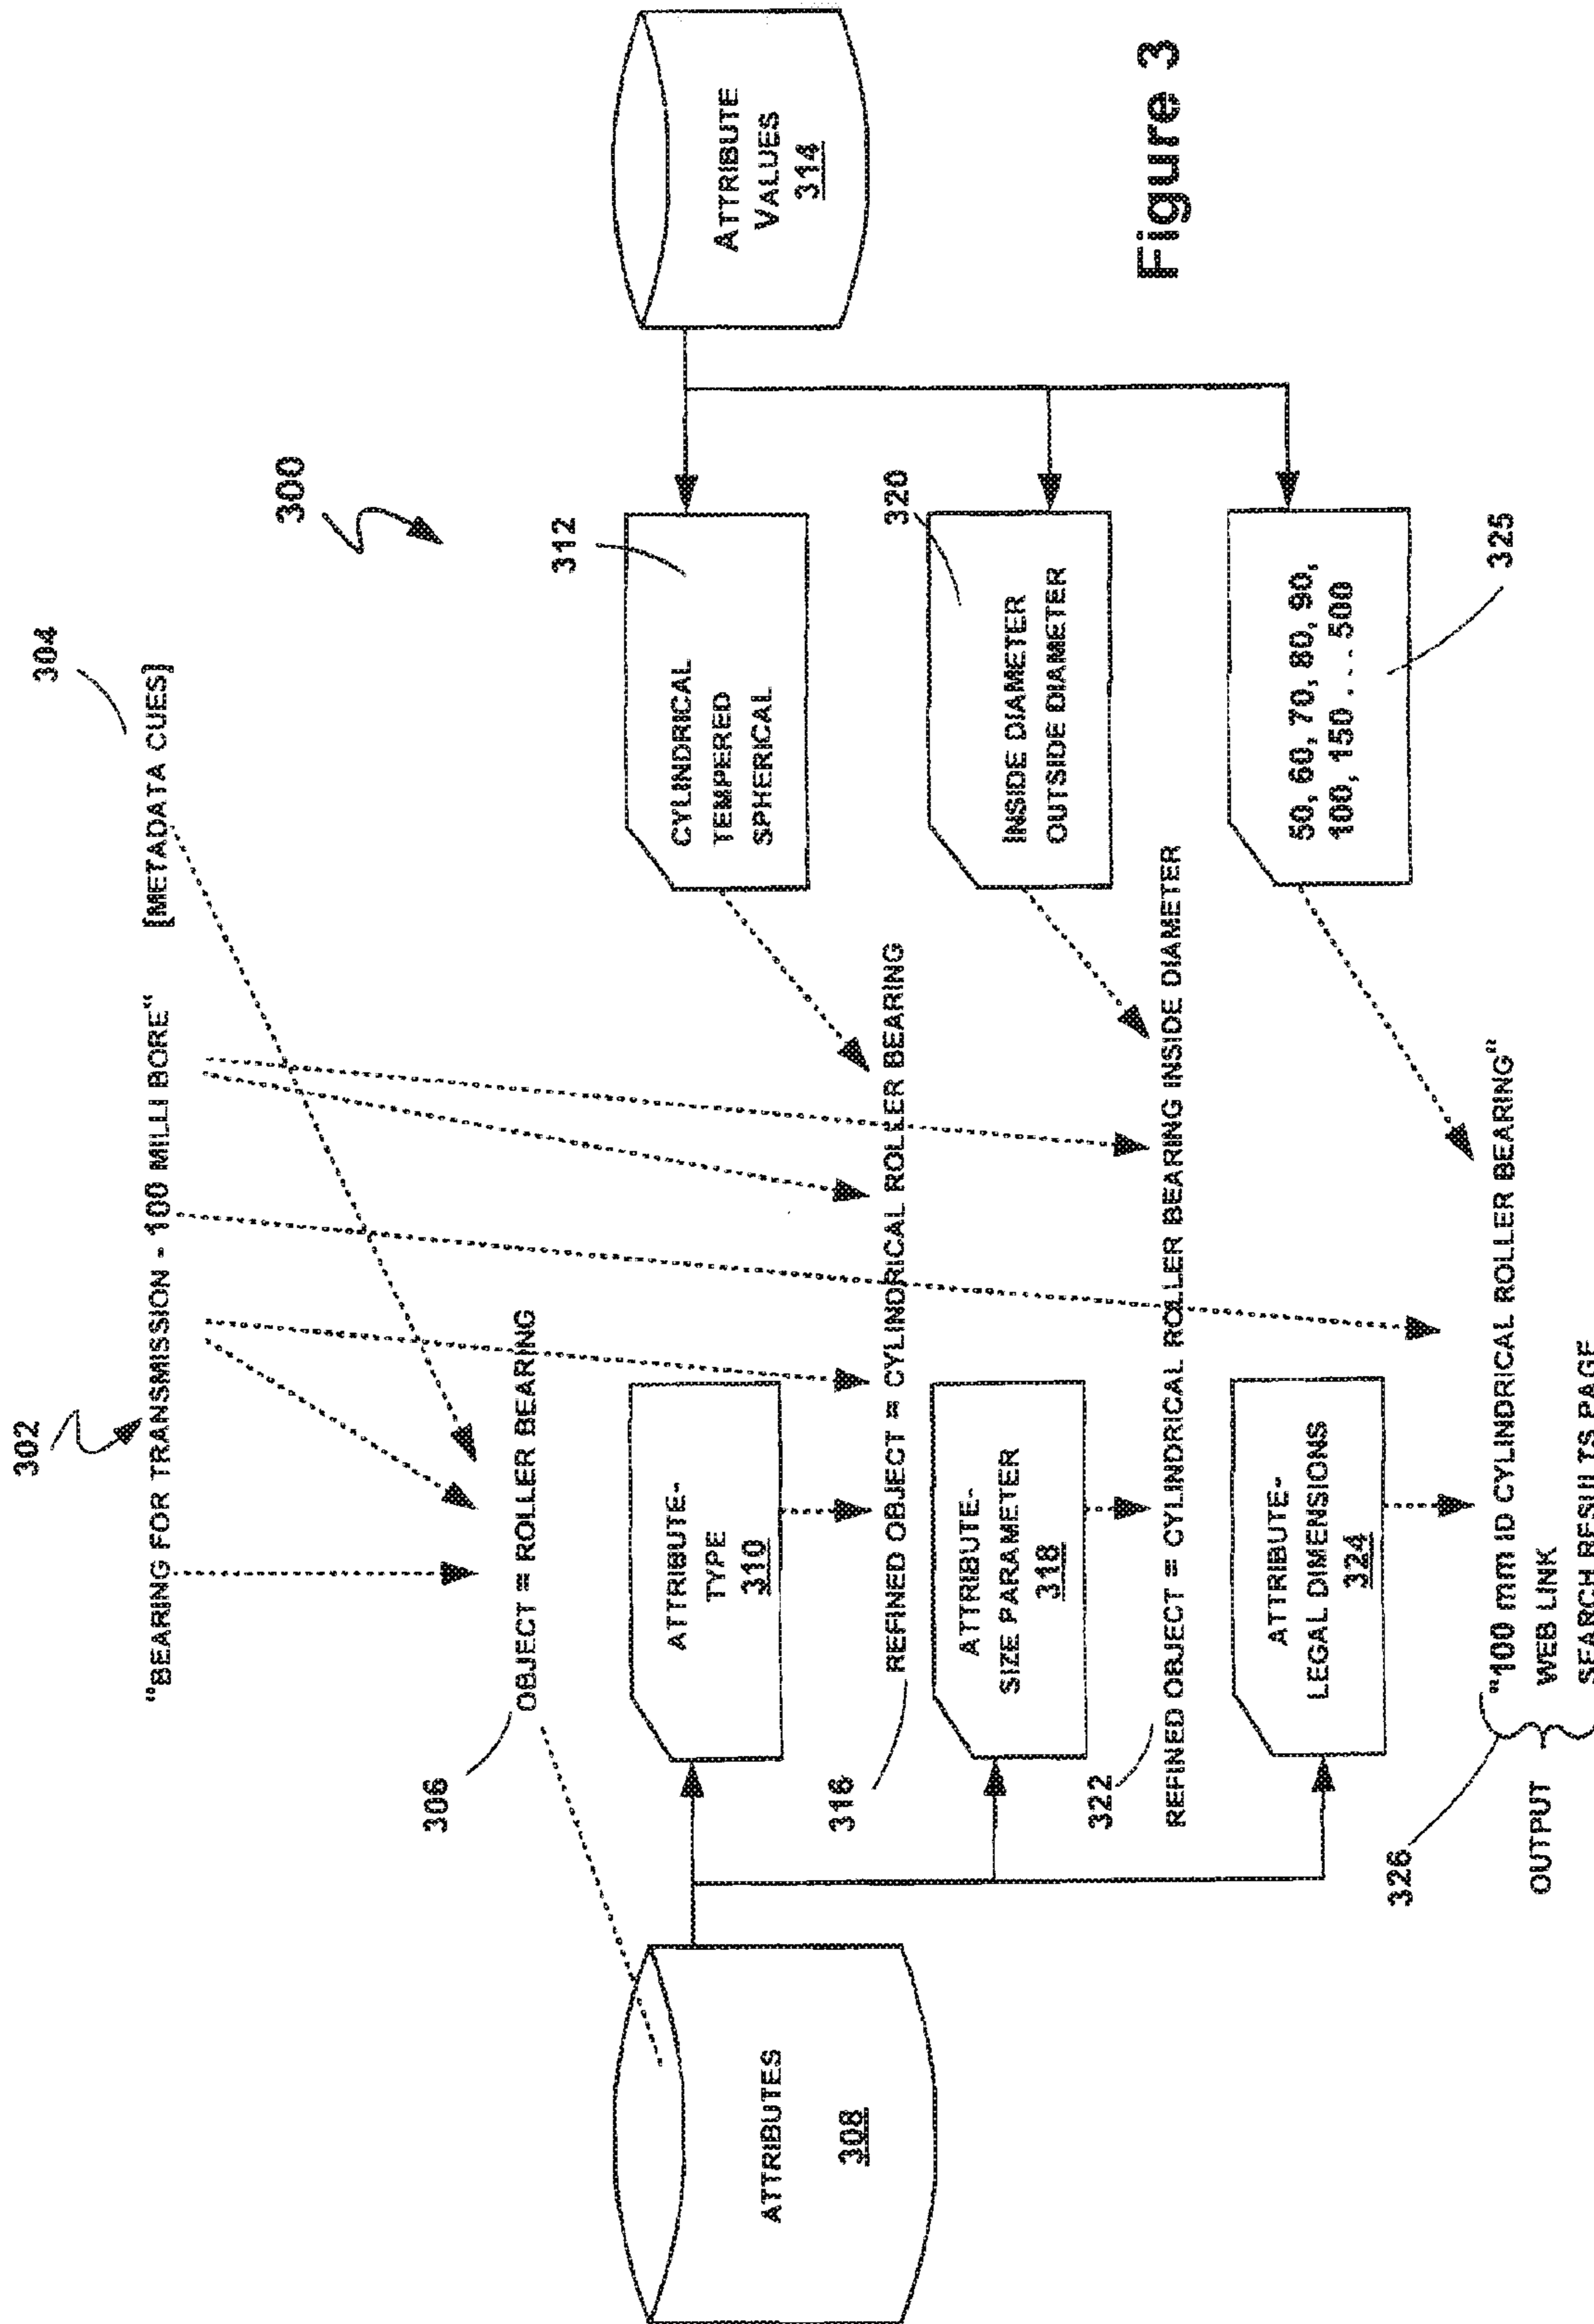 302
304
"BEARING FOR TRANSMISSION - 100 MILLI BORE" [METADATA CUES]
300
306
OBJECT = ROLLER BEARING
312
ATTRIBUTES
308
ATTRIBUTE-
TYPE
310
CYLINDRICAL
TEMPERED
SPHERICAL
ATTRIBUTE
VALUES
314
316
REFINED OBJECT = CYLINDRICAL ROLLER BEARING
320
ATTRIBUTE-
SIZE PARAMETER
318
INSIDE DIAMETER
OUTSIDE DIAMETER
322
REFINED OBJECT = CYLINDRICAL ROLLER BEARING INSIDE DIAMETER
ATTRIBUTE-
LEGAL DIMENSIONS
324
50, 60, 70, 80, 90,
100, 150 . . . 500
325
326
"100 mm ID CYLINDRICAL ROLLER BEARING"
OUTPUT
WEB LINK
SEARCH RESULTS PAGE
Figure 3